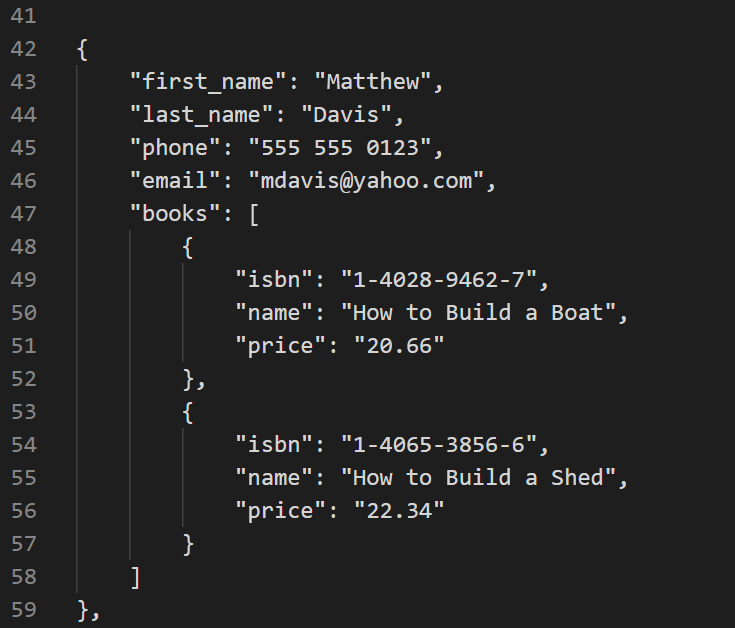 41
42 {
43 "first_name": "Matthew",
44 "last_name": "Davis",
45 "phone": "555 555 0123",
46 "email": "mdavis@yahoo.com",
47 "books": [
48 {
49 "isbn": "1-4028-9462-7",
50 "name": "How to Build a Boat",
51 "price": "20.66"
52 },
53 {
54 "isbn": "1-4065-3856-6",
55 "name": "How to Build a Shed",
56 "price": "22.34"
57 }
58 ]
59 },